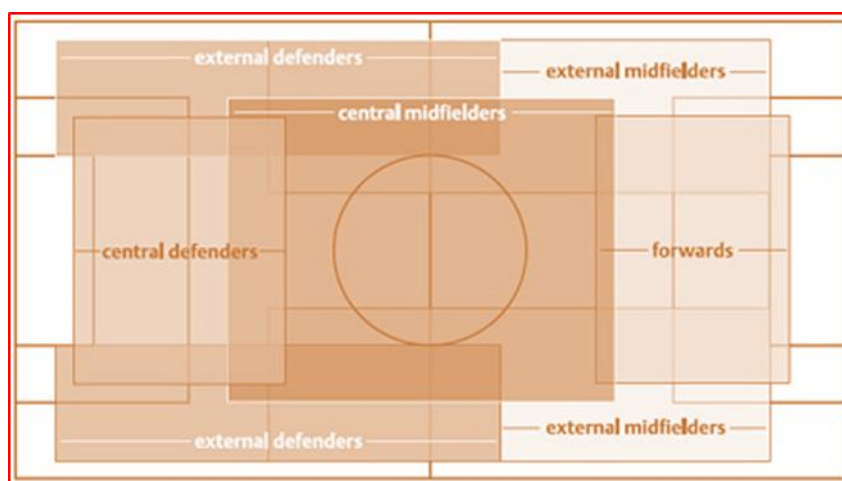 external defenders
external midfielders
central midfielders
central defenders
forwards
external midfielders
external defenders